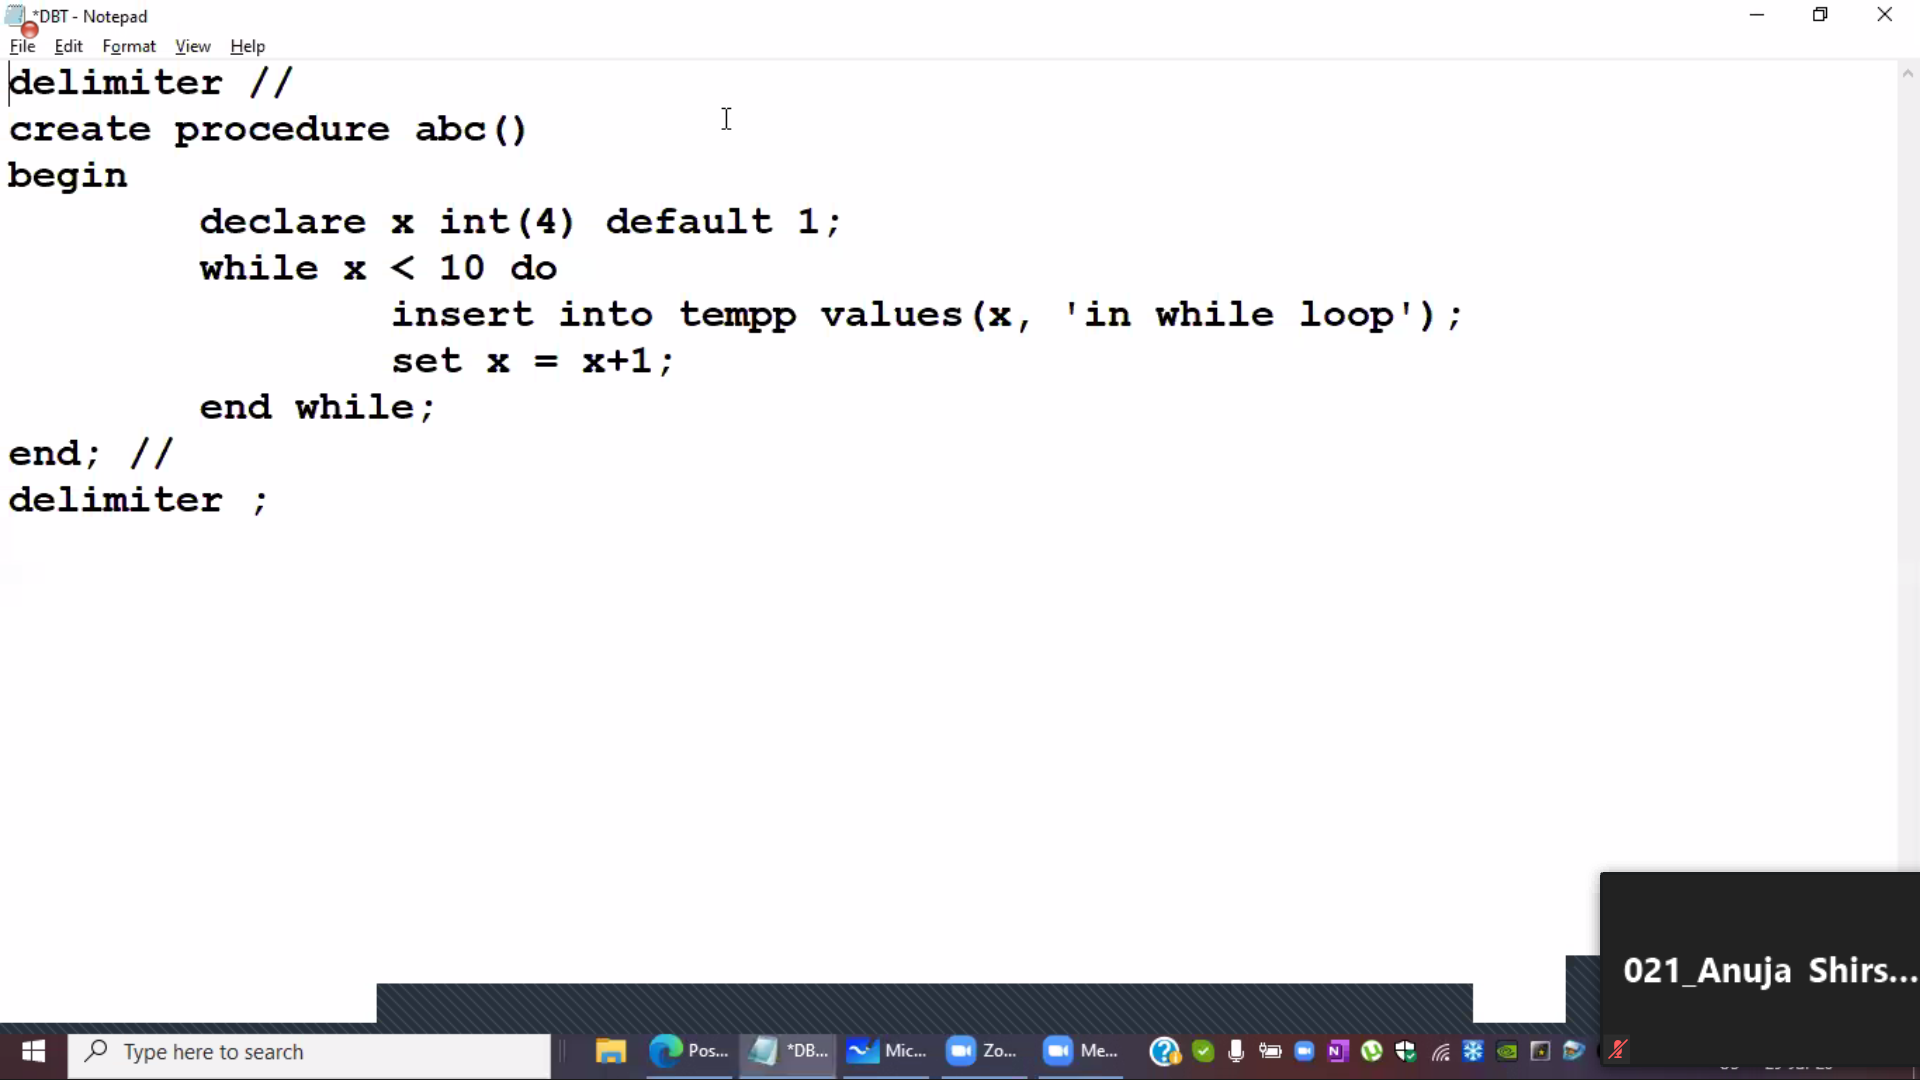 *DBT - Notepad
File Edit Format View Help
delimiter //
create procedure abc()
begin
declare x int(4) default 1;
while x < 10 do
insert into tempp values(x, 'in while loop');
set x = x+1;
end while;
end; //
delimiter ;
021_Anuja Shirs...
Type here to search
Pos...
*DB...
Mic...
Zo...
Me...